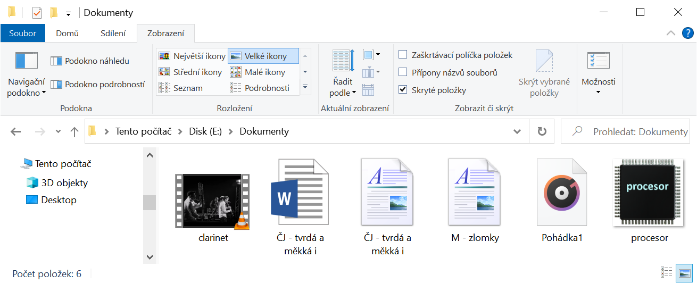 Dokumenty
Soubor Domů Sdílení Zobrazení
Navigační podokno
Podokno náhledu
Podokno podrobností
Podokna
Největší ikony Velké ikony
Střední ikony Malé ikony
Seznam Podrobnosti
Rozložení
Řadit podle
Aktuální zobrazení
Zaškrtávací políčka položek
Přípony názvů souborů
Skryté položky
Skrýt vybrané položky
Zobrazit či skrýt
Možnosti
Tento počítač Disk (E:) Dokumenty
Prohledat: Dokumenty
Tento počítač
3D objekty
Desktop
clarinet
W
ČJ - tvrdá a
měkká i
A
ČJ - tvrdá a
měkká i
A
M - zlomky
Pohádka1
procesor
procesor
Počet položek: 6